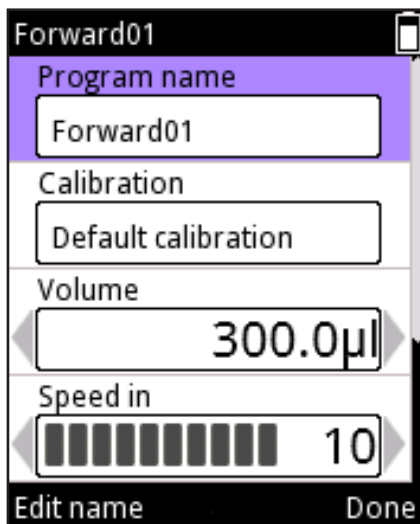 Forward01
Program name
Forward01
Calibration
Default calibration
Volume
300.0µl
Speed in
10
Edit name Done